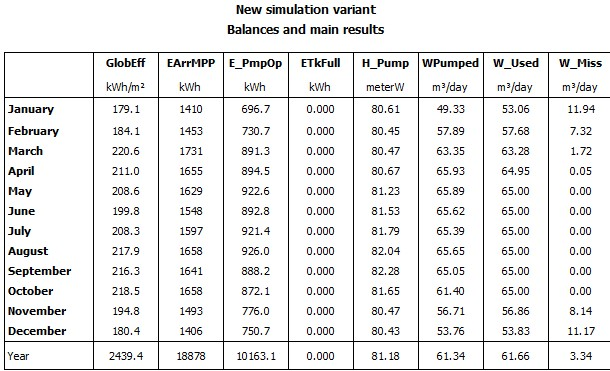 New simulation variant
Balances and main results
GlobEff EArrMPP E_PmpOp ETkFull H_Pump WPumped W_Used W_Miss
kWh/m² kWh kWh kWh meterW m³/day m³/day m³/day
January 179.1 1410 696.7 0.000 80.61 49.33 53.06 11.94
February 184.1 1453 730.7 0.000 80.45 57.89 57.68 7.32
March 220.6 1731 891.3 0.000 80.47 63.35 63.28 1.72
April 211.0 1655 894.5 0.000 80.67 65.93 64.95 0.05
May 208.6 1629 922.6 0.000 81.23 65.89 65.00 0.00
June 199.8 1548 892.8 0.000 81.53 65.62 65.00 0.00
July 208.3 1597 921.4 0.000 81.79 65.39 65.00 0.00
August 217.9 1658 926.0 0.000 82.04 65.65 65.00 0.00
September 216.3 1641 888.2 0.000 82.28 65.05 65.00 0.00
October 218.5 1658 872.1 0.000 81.65 61.40 65.00 0.00
November 194.8 1493 776.0 0.000 80.47 56.71 56.86 8.14
December 180.4 1406 750.7 0.000 80.43 53.76 53.83 11.17
Year 2439.4 18878 10163.1 0.000 81.18 61.34 61.66 3.34